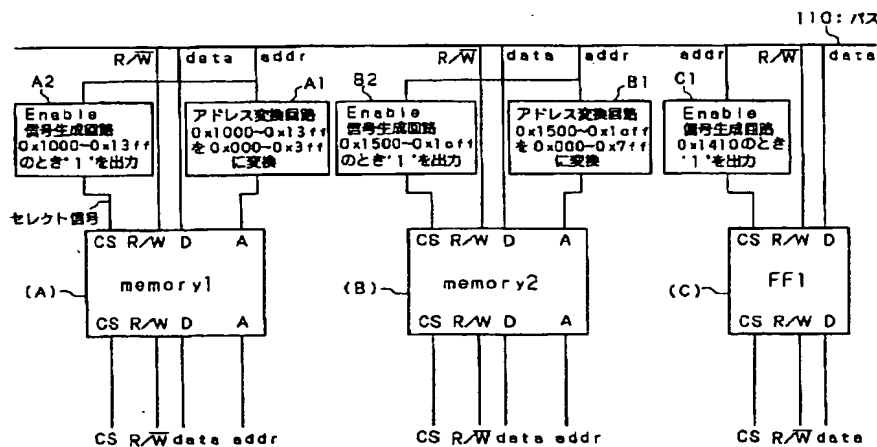 110:バス
R/W data addr
R/W data addr
addr R/W data
A2
Enable
信号生成回路
0x1000~0x13ff
のとき"1"を出力
A1
アドレス変換回路
0x1000~0x13ff
を0x000~0x3ff
に変換
B2
Enable
信号生成回路
0x1500~0x1aff
のとき"1"を出力
B1
アドレス変換回路
0x1500~0x1aff
を0x000~0x7ff
に変換
C1
Enable
信号生成回路
0x1410のとき
"1"を出力
セレクト信号
CS R/W D A
(A)
memory1
CS R/W D A
CS R/W D A
(B)
memory2
CS R/W D A
CS R/W D
(C)
FF1
CS R/W D
CS R/W data addr
CS R/W data addr
CS R/W data